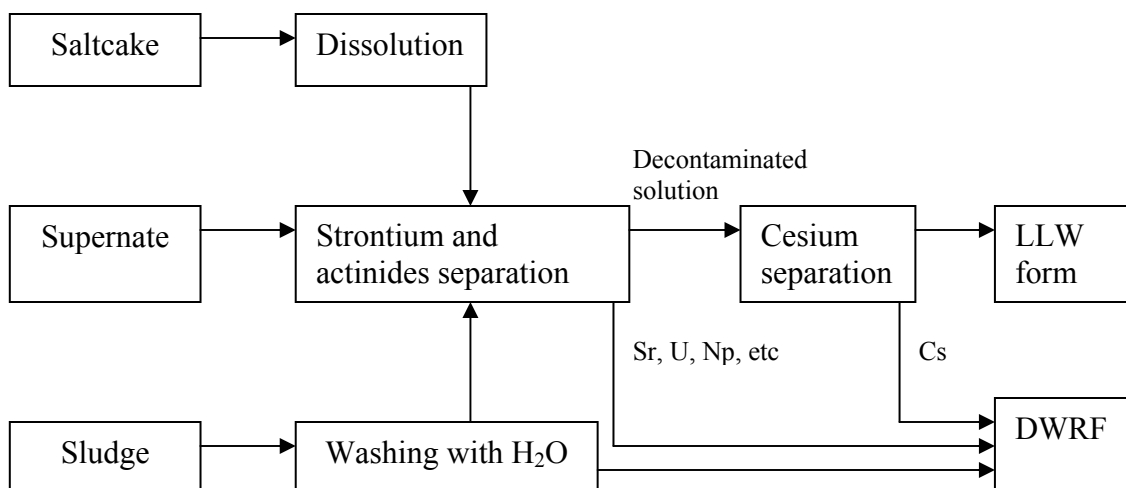 Saltcake
Dissolution
Decontaminated
solution
Supernate
Strontium and
actinides separation
Cesium
separation
LLW
form
Sr, U, Np, etc
Cs
Sludge
Washing with H₂O
DWRF